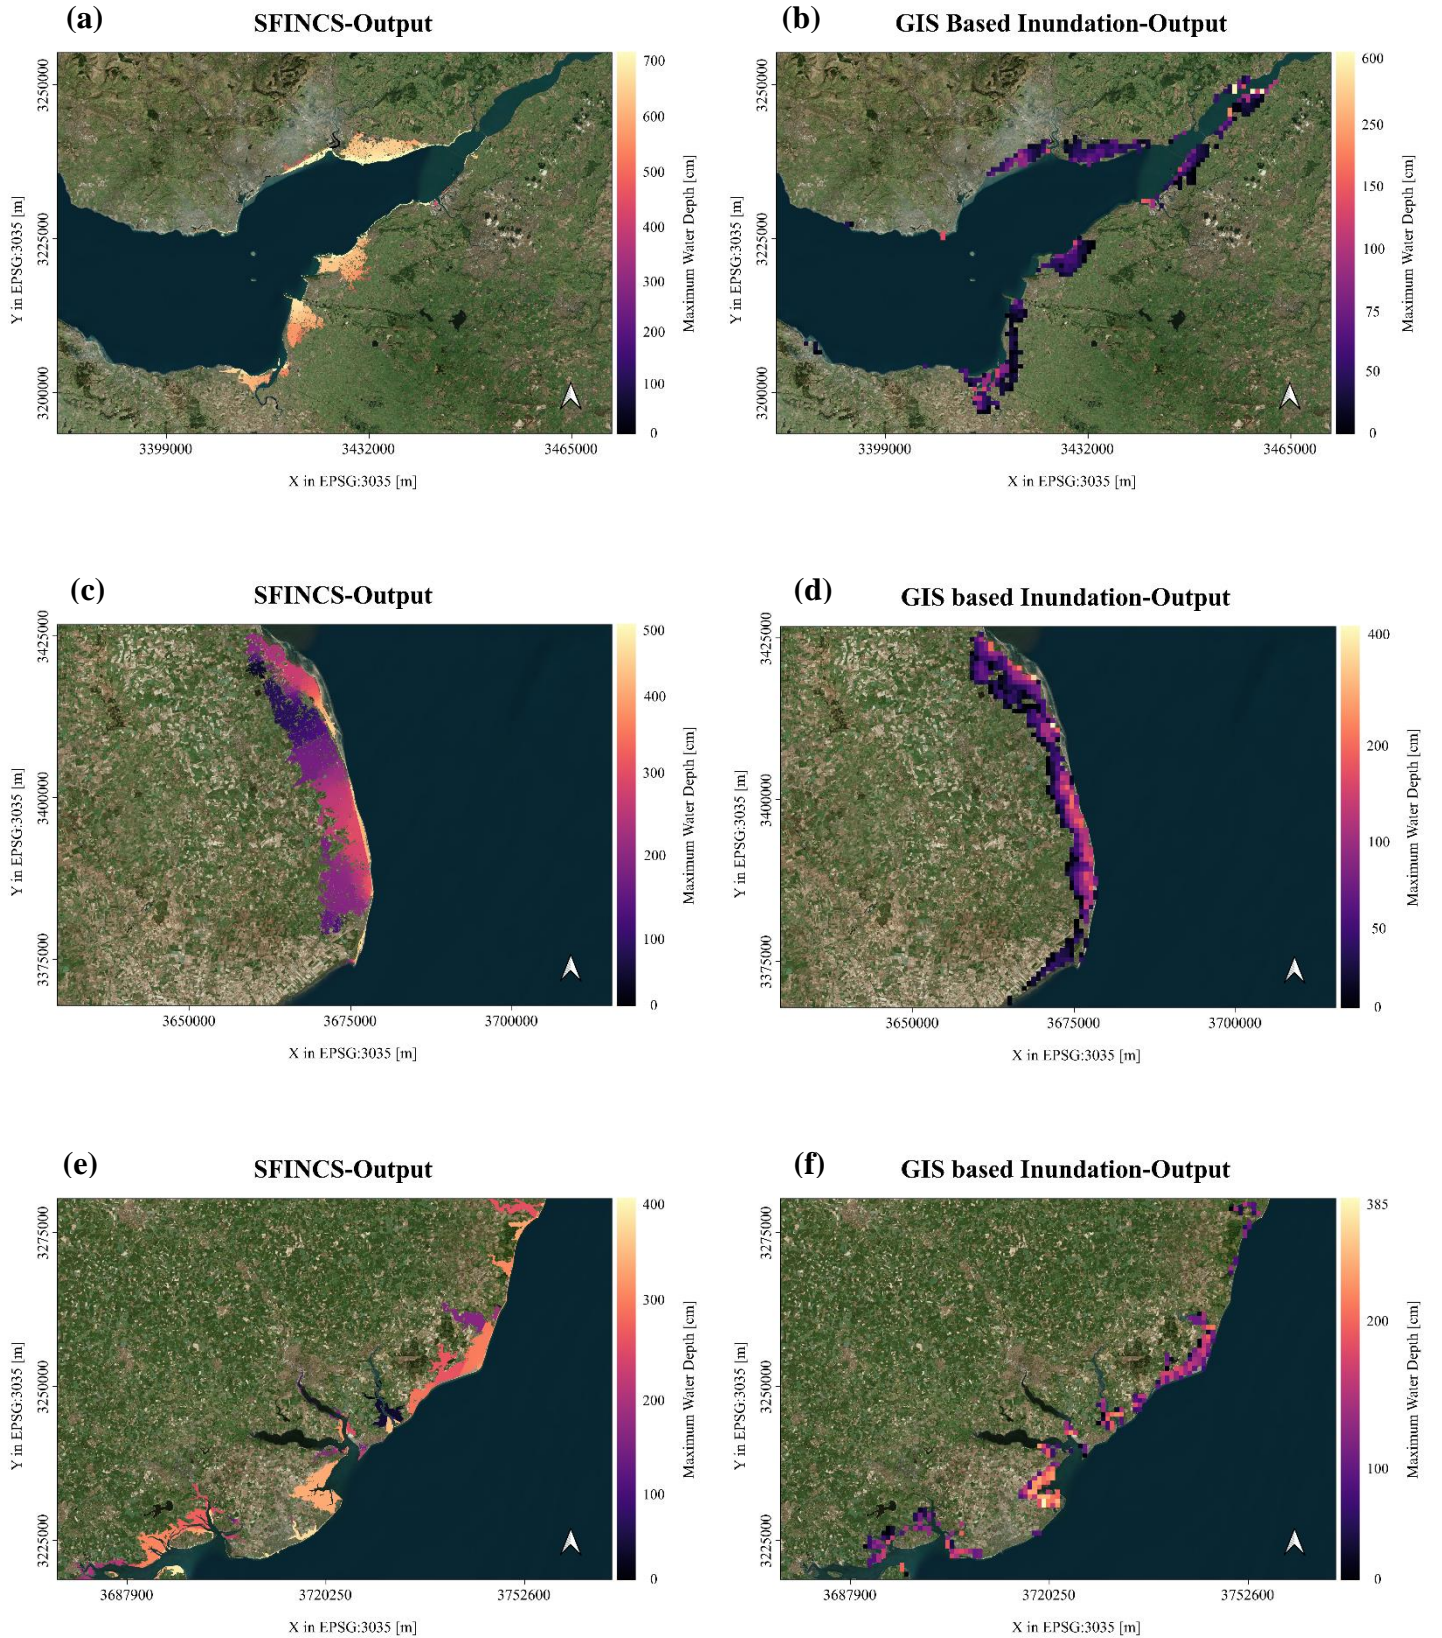 (a)
SFINCS-Output
3250000
3225000
3200000
Y in EPSG:3035 [m]
3399000
3432000
3465000
X in EPSG:3035 [m]
700
600
500
400
300
200
100
0
Maximum Water Depth [cm]
(b)
GIS Based Inundation-Output
3250000
3225000
3200000
Y in EPSG:3035 [m]
3399000
3432000
3465000
X in EPSG:3035 [m]
600
250
150
100
75
50
0
Maximum Water Depth [cm]
(c)
SFINCS-Output
3425000
3400000
3375000
Y in EPSG:3035 [m]
3650000
3675000
3700000
X in EPSG:3035 [m]
500
400
300
200
100
0
Maximum Water Depth [cm]
(d)
GIS based Inundation-Output
3425000
3400000
3375000
Y in EPSG:3035 [m]
3650000
3675000
3700000
X in EPSG:3035 [m]
400
200
100
50
0
Maximum Water Depth [cm]
(e)
SFINCS-Output
3275000
3250000
3225000
Y in EPSG:3035 [m]
3687900
3720250
3752600
X in EPSG:3035 [m]
400
300
200
100
0
Maximum Water Depth [cm]
(f)
GIS based Inundation-Output
3275000
3250000
3225000
Y in EPSG:3035 [m]
3687900
3720250
3752600
X in EPSG:3035 [m]
385
200
100
0
Maximum Water Depth [cm]